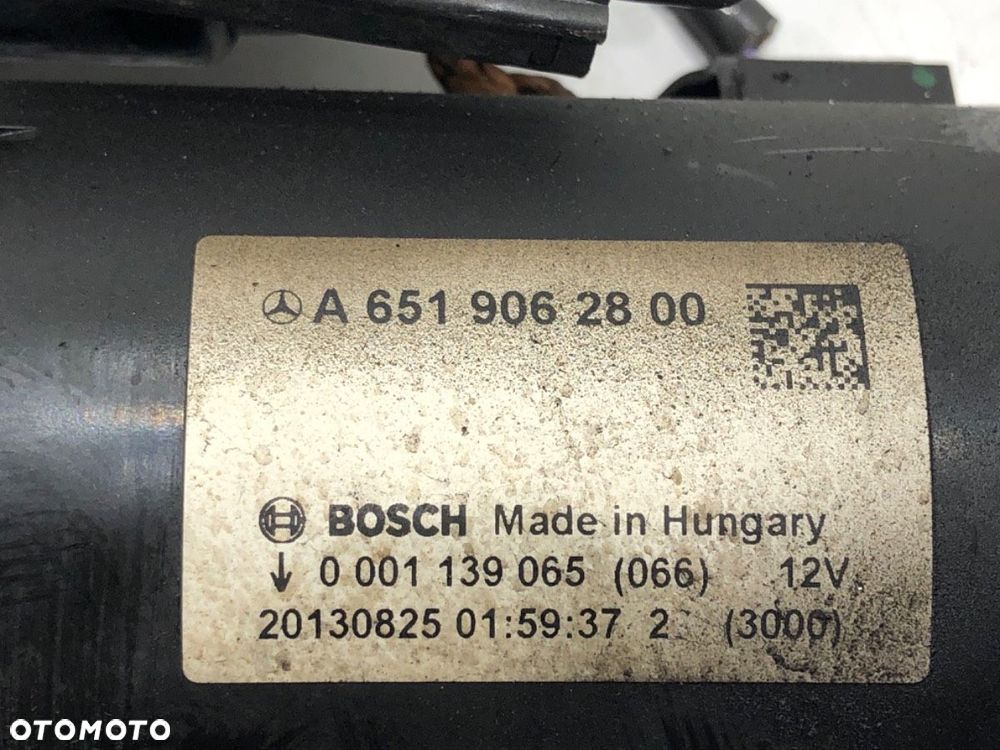 A 651 906 28 00
BOSCH Made in Hungary
↓ 0 001 139 065 (066) 12V
20130825 01:59:37 2 (3000)
OTOMOTO